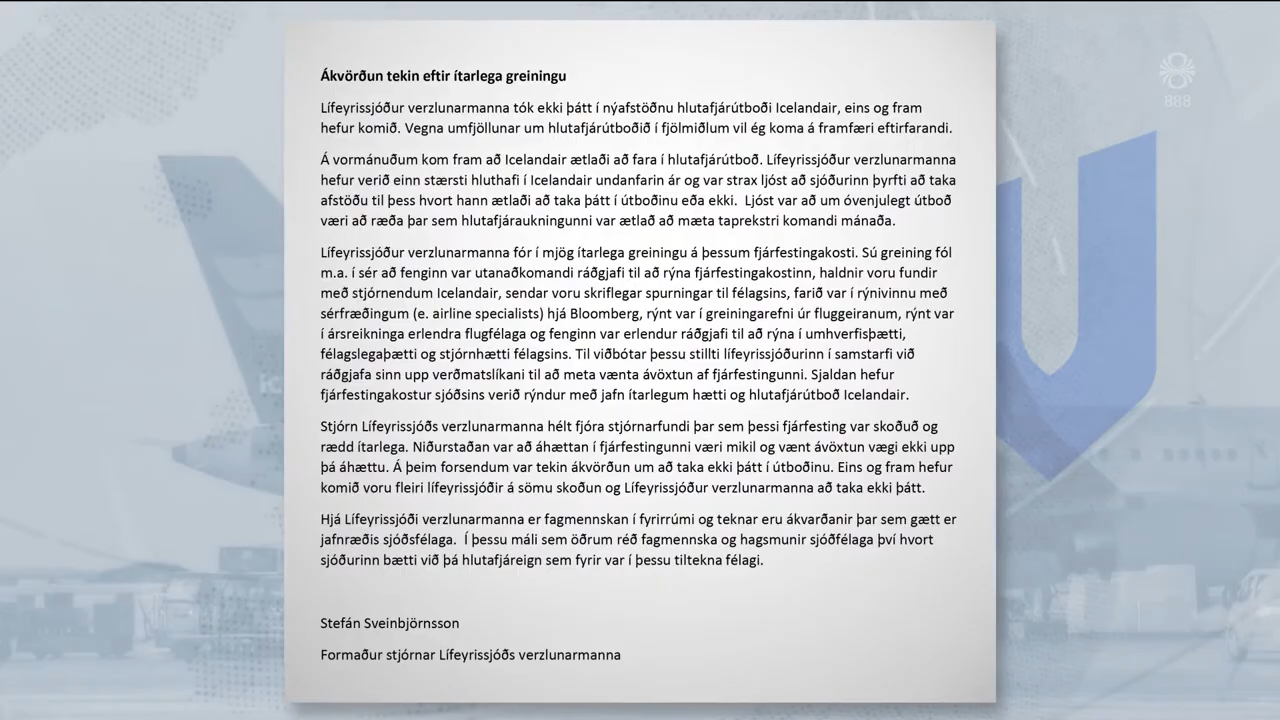 888
Ákvörðun tekin eftir ítarlega greiningu
Lífeyrissjóður verzlunarmanna tók ekki þátt í nýafstöðnu hlutafjárútboði Icelandair, eins og fram
hefur komið. Vegna umfjöllunar um hlutafjárútboðið í fjölmiðlum vil ég koma á framfæri eftirfarandi.
Á vormánuðum kom fram að Icelandair ætlaði að fara í hlutafjárútboð. Lífeyrissjóður verzlunarmanna
hefur verið einn stærsti hluthafi í Icelandair undanfarin ár og var strax ljóst að sjóðurinn þyrfti að taka
afstöðu til þess hvort hann ætlaði að taka þátt í útboðinu eða ekki.  Ljóst var að um óvenjulegt útboð
væri að ræða þar sem hlutafjáraukningunni var ætlað að mæta taprekstri komandi mánaða.
Lífeyrissjóður verzlunarmanna fór í mjög ítarlega greiningu á þessum fjárfestingakosti. Sú greining fól
m.a. í sér að fenginn var utanaðkomandi ráðgjafi til að rýna fjárfestingakostinn, haldnir voru fundir
með stjórnendum Icelandair, sendar voru skriflegar spurningar til félagsins, farið var í rýnivinnu með
sérfræðingum (e. airline specialists) hjá Bloomberg, rýnt var í greiningarefni úr fluggeiranum, rýnt var
í ársreikninga erlendra flugfélaga og fenginn var erlendur ráðgjafi til að rýna í umhverfisþætti,
félagslegaþætti og stjórnhætti félagsins. Til viðbótar þessu stillti lífeyrissjóðurinn í samstarfi við
ráðgjafa sinn upp verðmatslíkani til að meta vænta ávöxtun af fjárfestingunni. Sjaldan hefur
fjárfestingakostur sjóðsins verið rýndur með jafn ítarlegum hætti og hlutafjárútboð Icelandair.
Stjórn Lífeyrissjóðs verzlunarmanna hélt fjóra stjórnarfundi þar sem þessi fjárfesting var skoðuð og
rædd ítarlega. Niðurstaðan var að áhættan í fjárfestingunni væri mikil og vænt ávöxtun vægi ekki upp
þá áhættu. Á þeim forsendum var tekin ákvörðun um að taka ekki þátt í útboðinu. Eins og fram hefur
komið voru fleiri lífeyrissjóðir á sömu skoðun og Lífeyrissjóður verzlunarmanna að taka ekki þátt.
Hjá Lífeyrissjóði verzlunarmanna er fagmennskan í fyrirrúmi og teknar eru ákvarðanir þar sem gætt er
jafnræðis sjóðsfélaga.  Í þessu máli sem öðrum réð fagmennska og hagsmunir sjóðfélaga því hvort
sjóðurinn bætti við þá hlutafjáreign sem fyrir var í þessu tiltekna félagi.
Stefán Sveinbjörnsson
Formaður stjórnar Lífeyrissjóðs verzlunarmanna